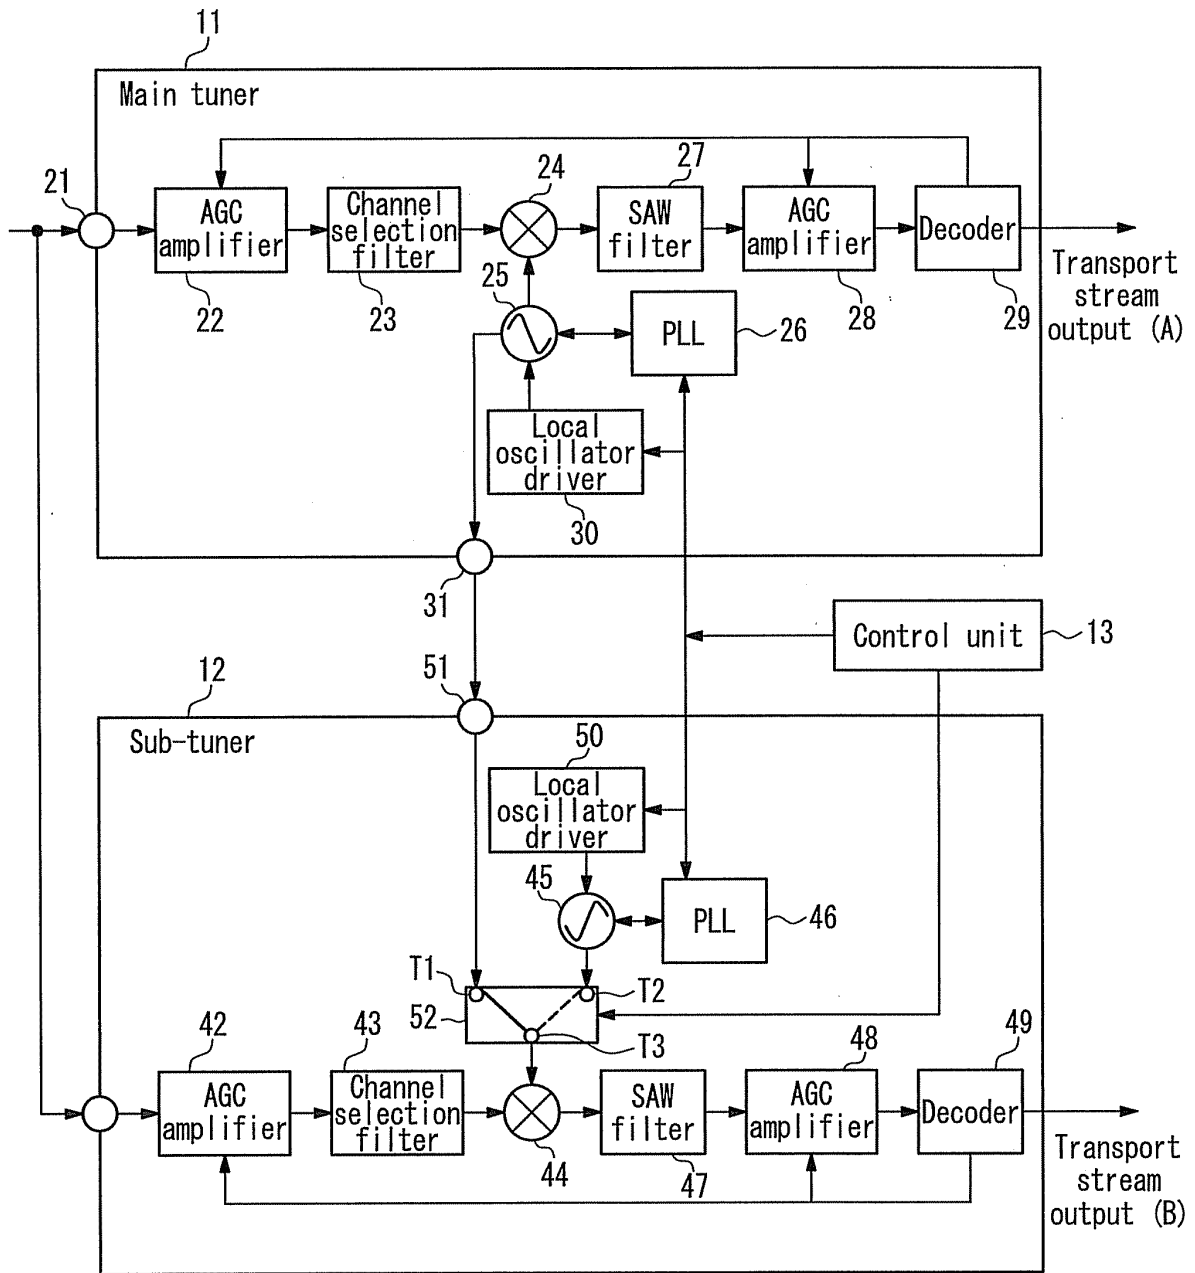 11
Main tuner
21
AGC
amplifier
22
Channel
selection
filter
23
24
27
SAW
filter
AGC
amplifier
28
Decoder
29
Transport
stream
output (A)
25
PLL
26
Local
oscillator
driver
30
31
Control unit
13
51
12
Sub-tuner
50
Local
oscillator
driver
45
PLL
46
T1
T2
52
T3
42
AGC
amplifier
43
Channel
selection
filter
44
SAW
filter
47
48
AGC
amplifier
49
Decoder
Transport
stream
output (B)